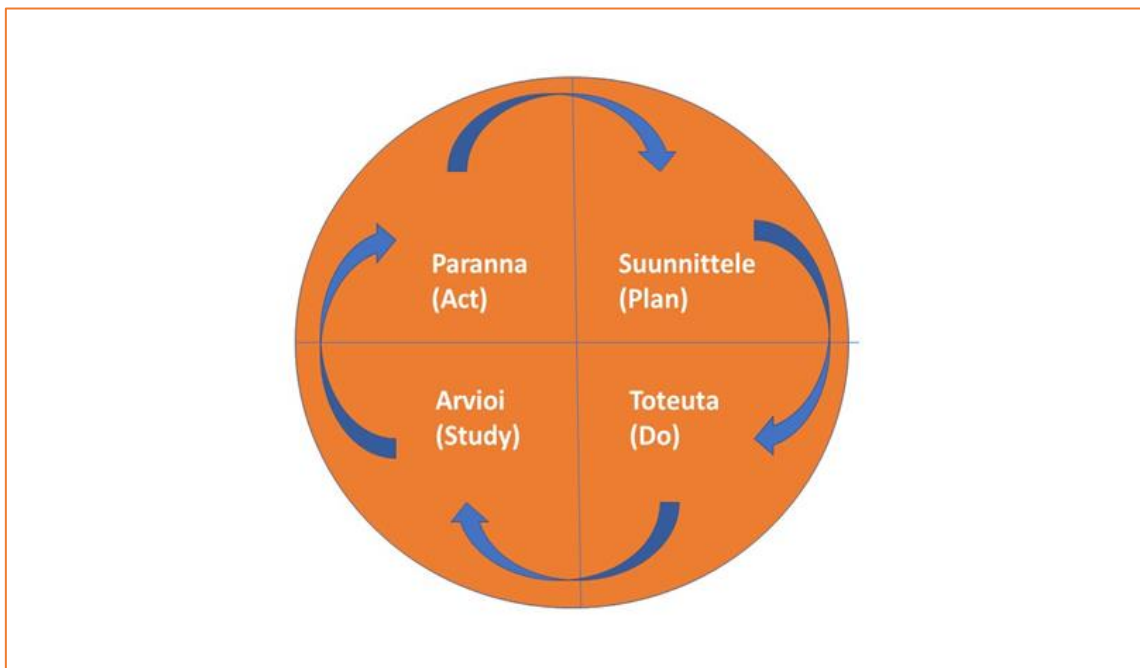 Paranna
(Act)
Suunnittele
(Plan)
Arvioi
(Study)
Toteuta
(Do)